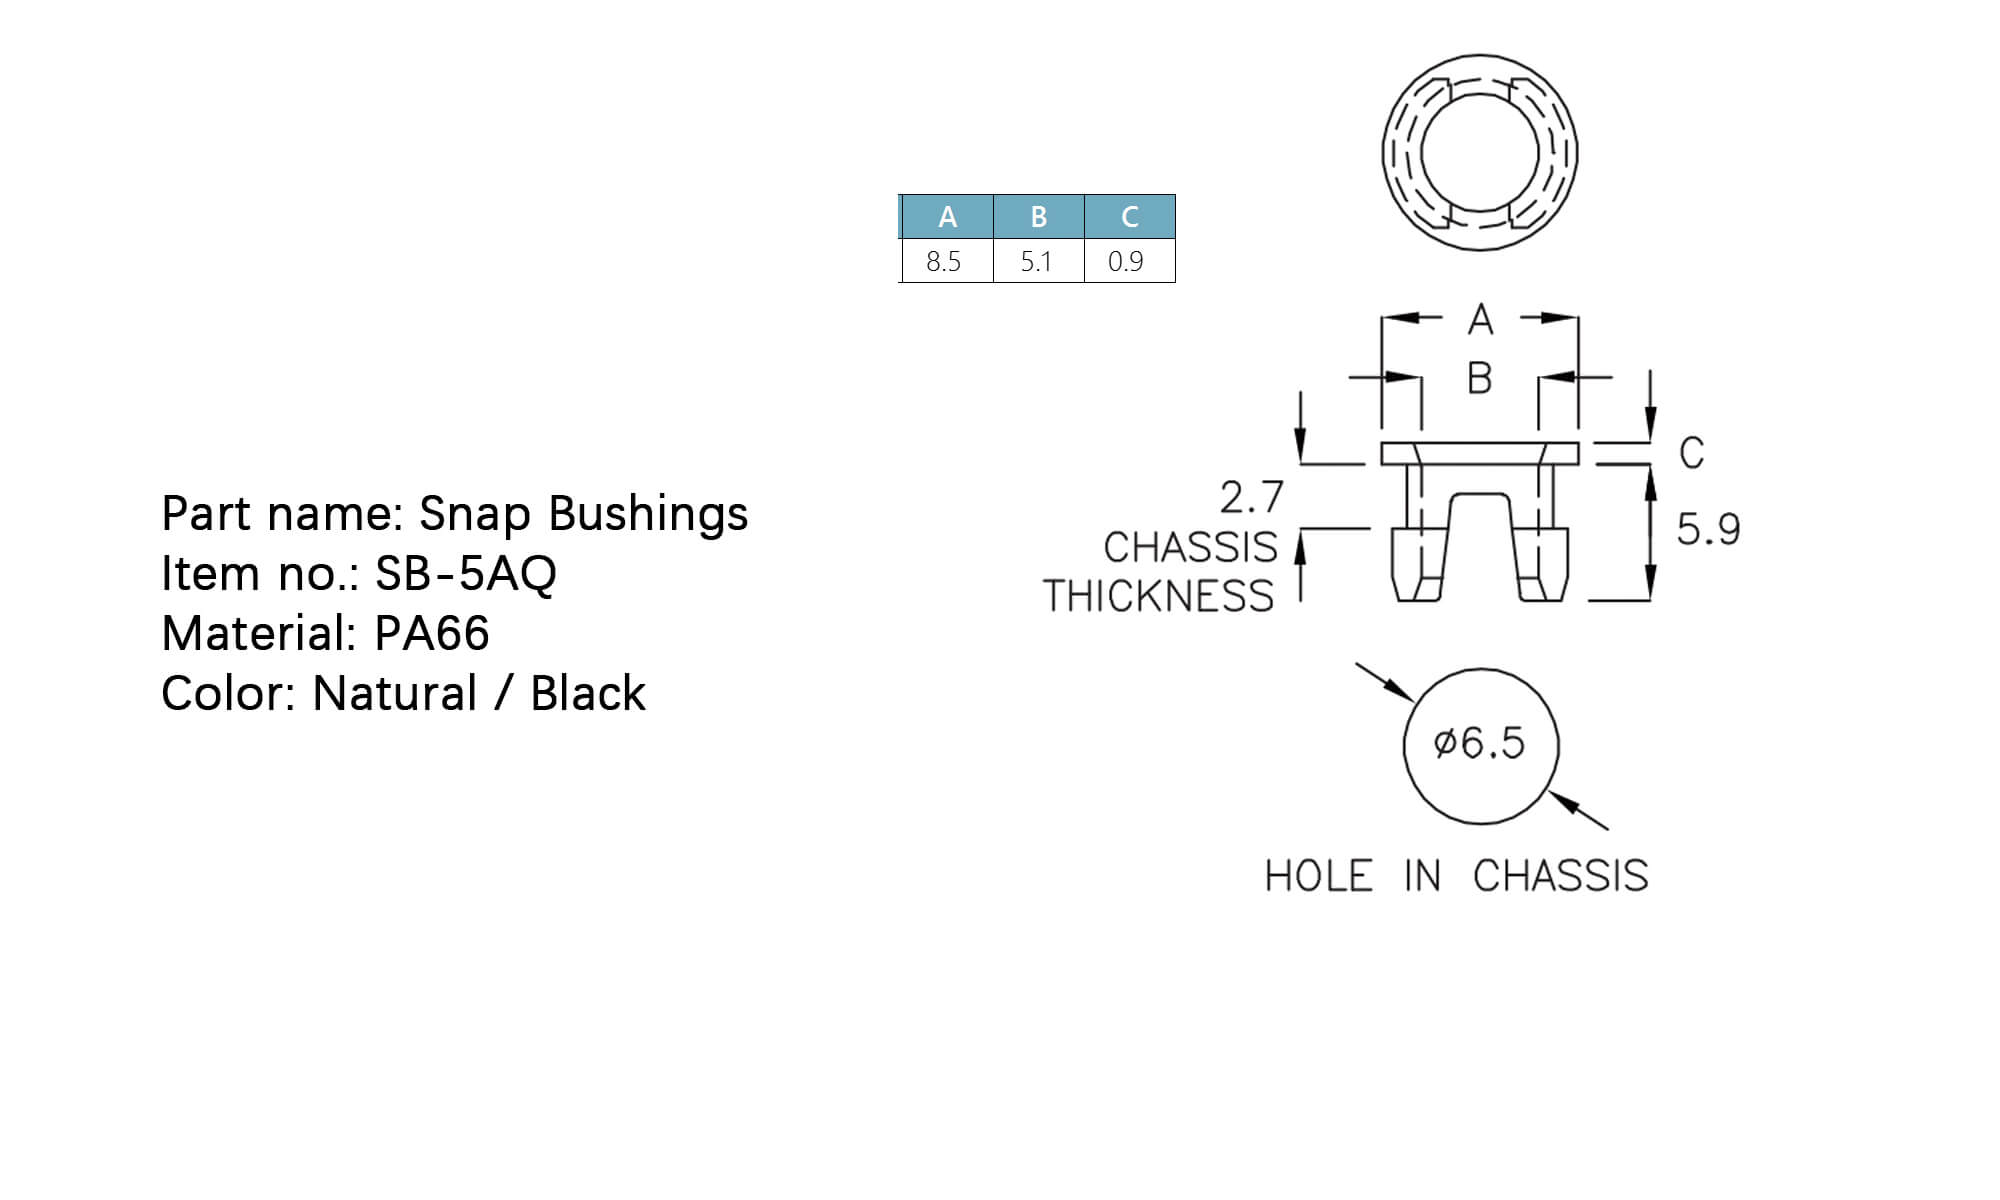 A B C
8.5 5.1 0.9
A
B
C
2.7
CHASSIS
THICKNESS
5.9
Part name: Snap Bushings
Item no.: SB-5AQ
Material: PA66
Color: Natural / Black
ø6.5
HOLE IN CHASSIS